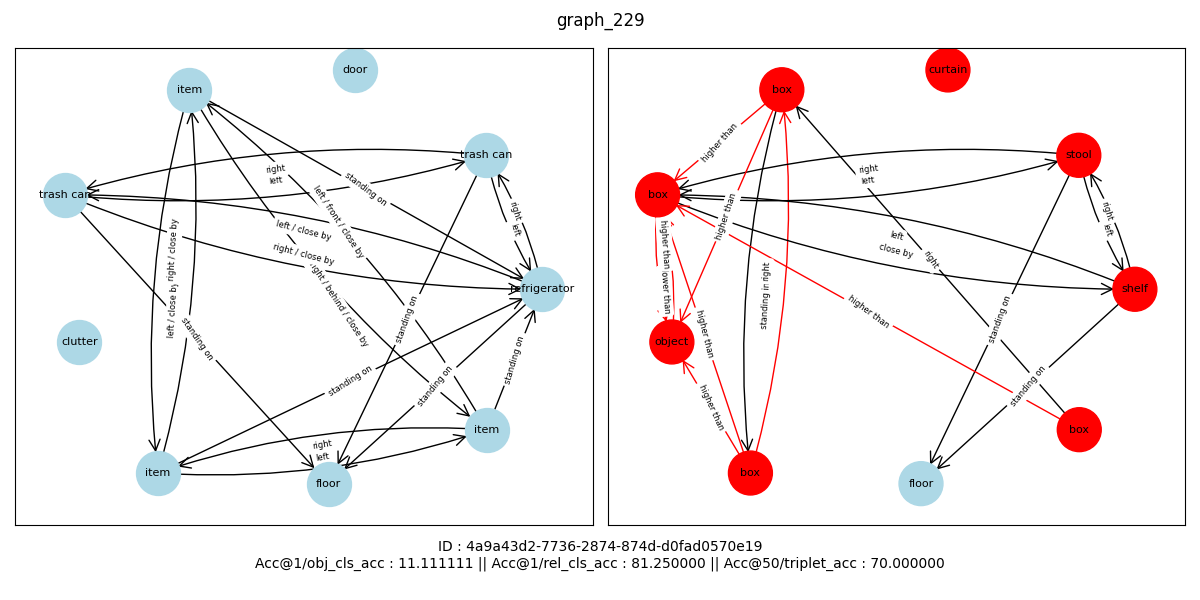 graph_229
door
curtain
item
box
trash can
stool
right
left
right
left
higher than
standing on
trash can
box
left / front / close by
higher than
right
left
right
left
left / close by
left
right / close by
close by
right
right / close by
left / close by
refrigerator
shelf
right / behind / close by
higher than
standing on
standing on
higher than
standing on
clutter
object
standing on
higher than
standing on
standing on
standing on
higher than
item
box
right
left
item
floor
box
floor
ID : 4a9a43d2-7736-2874-874d-d0fad0570e19
Acc@1/obj_cls_acc : 11.111111 || Acc@1/rel_cls_acc : 81.250000 || Acc@50/triplet_acc : 70.000000